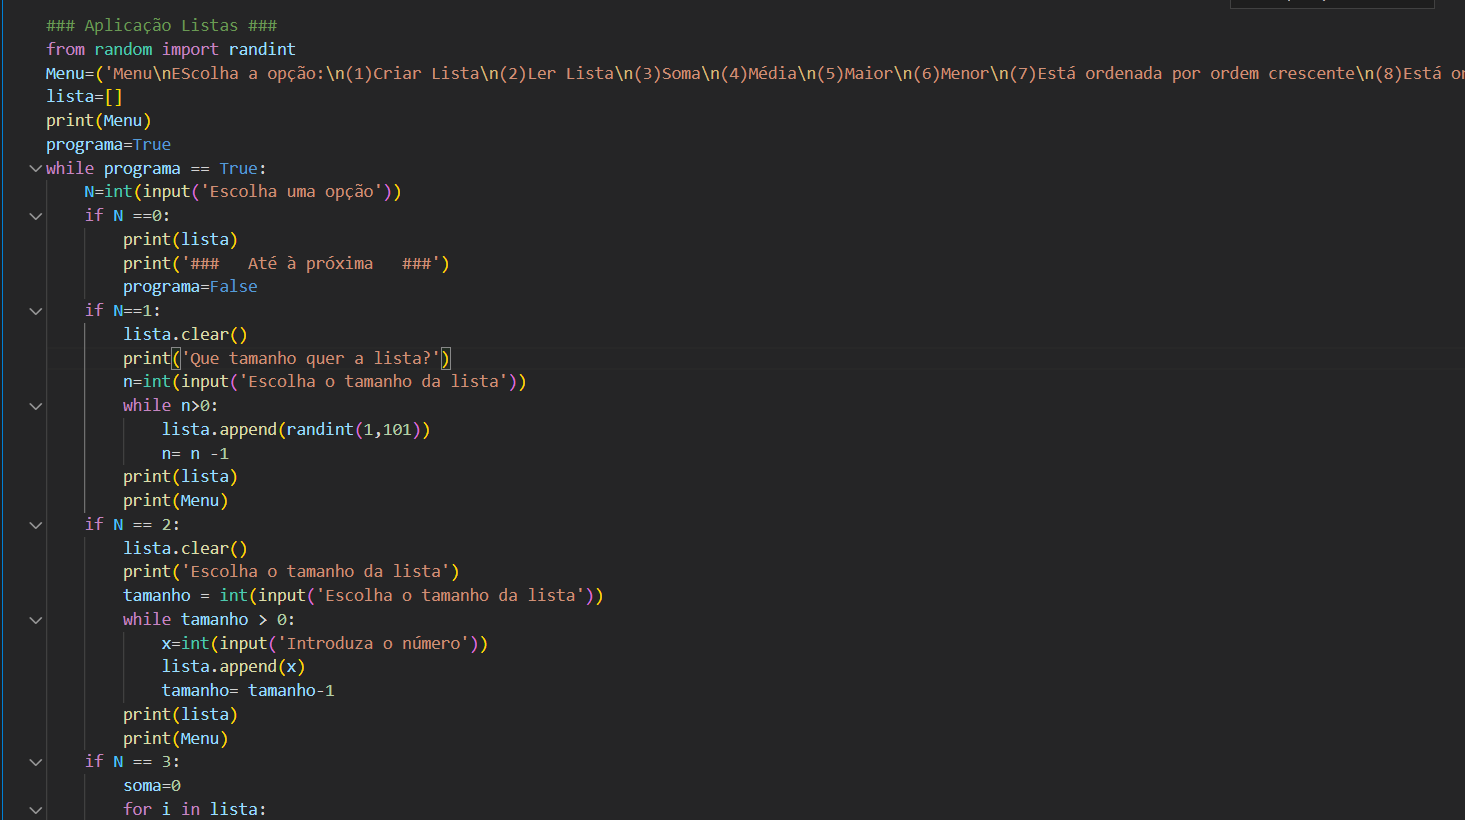 ### Aplicação Listas ###
from random import randint
Menu=('Menu\nEScolha a opção:\n(1)Criar Lista\n(2)Ler Lista\n(3)Soma\n(4)Média\n(5)Maior\n(6)Menor\n(7)Está ordenada por ordem crescente\n(8)Está
lista=[]
print(Menu)
programa=True
while programa == True:
    N=int(input('Escolha uma opção'))
    if N ==0:
        print(lista)
        print('###   Até à próxima   ###')
        programa=False
    if N==1:
        lista.clear()
        print('Que tamanho quer a lista?')
        n=int(input('Escolha o tamanho da lista'))
        while n>0:
            lista.append(randint(1,101))
            n= n -1
        print(lista)
        print(Menu)
    if N == 2:
        lista.clear()
        print('Escolha o tamanho da lista')
        tamanho = int(input('Escolha o tamanho da lista'))
        while tamanho > 0:
            x=int(input('Introduza o número'))
            lista.append(x)
            tamanho= tamanho-1
        print(lista)
        print(Menu)
    if N == 3:
        soma=0
        for i in lista: